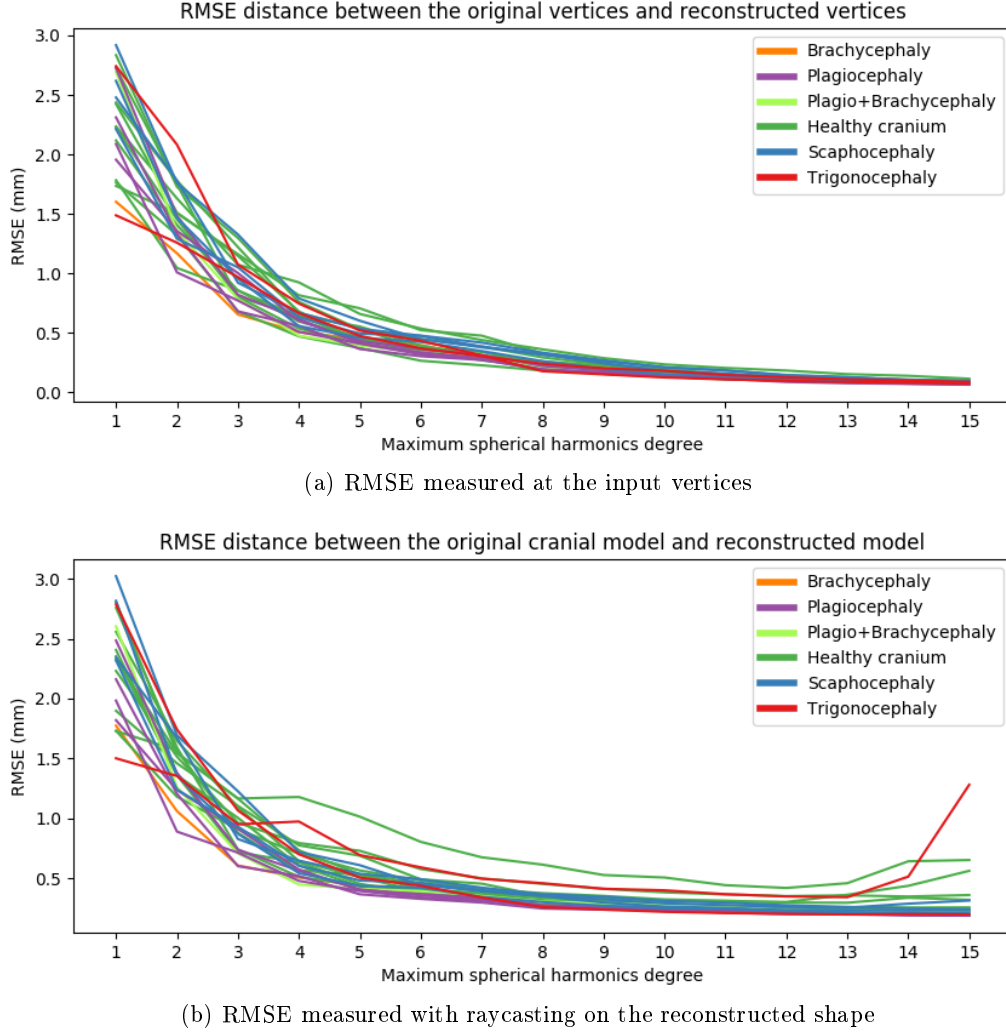 RMSE distance between the original vertices and reconstructed vertices
3.0
2.5
2.0
1.5
1.0
0.5
0.0
RMSE (mm)
Brachycephaly
Plagiocephaly
Plagio+Brachycephaly
Healthy cranium
Scaphocephaly
Trigonocephaly
1 2 3 4 5 6 7 8 9 10 11 12 13 14 15
Maximum spherical harmonics degree
(a) RMSE measured at the input vertices
RMSE distance between the original cranial model and reconstructed model
3.0
2.5
2.0
1.5
1.0
0.5
RMSE (mm)
Brachycephaly
Plagiocephaly
Plagio+Brachycephaly
Healthy cranium
Scaphocephaly
Trigonocephaly
1 2 3 4 5 6 7 8 9 10 11 12 13 14 15
Maximum spherical harmonics degree
(b) RMSE measured with raycasting on the reconstructed shape